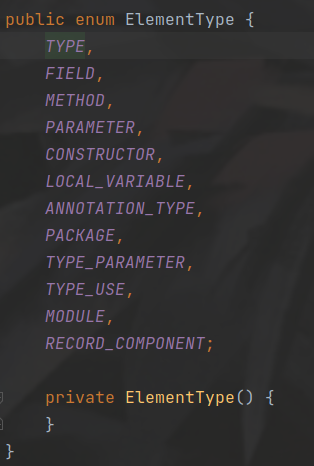 public enum ElementType {
TYPE,
FIELD,
METHOD,
PARAMETER,
CONSTRUCTOR,
LOCAL_VARIABLE,
ANNOTATION_TYPE,
PACKAGE,
TYPE_PARAMETER,
TYPE_USE,
MODULE,
RECORD_COMPONENT;
private ElementType() {
}
}